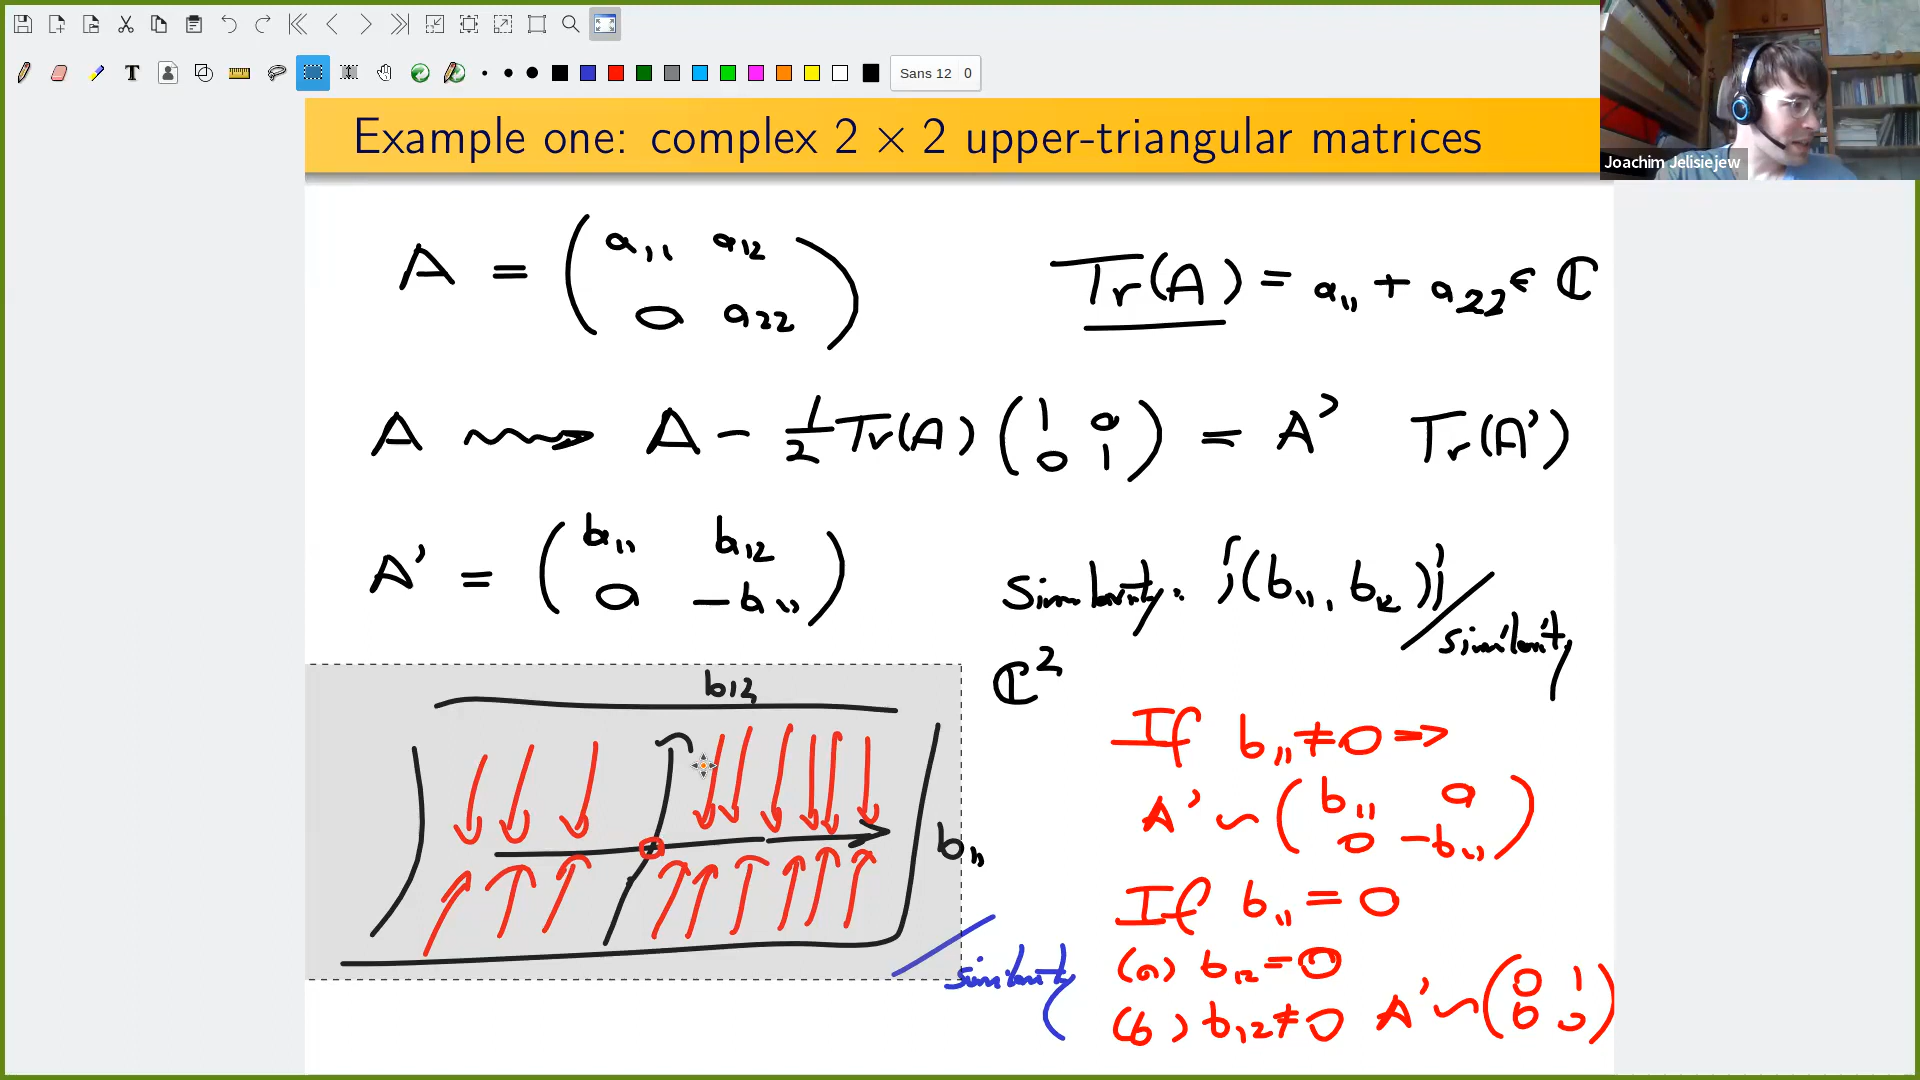 Sans 12 0
Joachim Jelisiejew
Example one: complex 2 × 2 upper-triangular matrices
A = ( a₁₁ a₁₂
0 a₂₂ )
Tr(A) = a₁₁ + a₂₂ ∈ ℂ
A ⇝ A − 1/2 Tr(A) ( 1 0
0 1 ) = A' Tr(A')
A' = ( b₁₁ b₁₂
0 −b₁₁ )
Similarity: {(b₁₁, b₁₂)}/similarity
ℂ²
b₁₂
b₁₁
/similarity
If b₁₁ ≠ 0 ⇒
A' ~ ( b₁₁ 0
0 −b₁₁ )
If b₁₁ = 0
(a) b₁₂ = 0
(b) b₁₂ ≠ 0 A' ~ ( 0 1
0 0 )